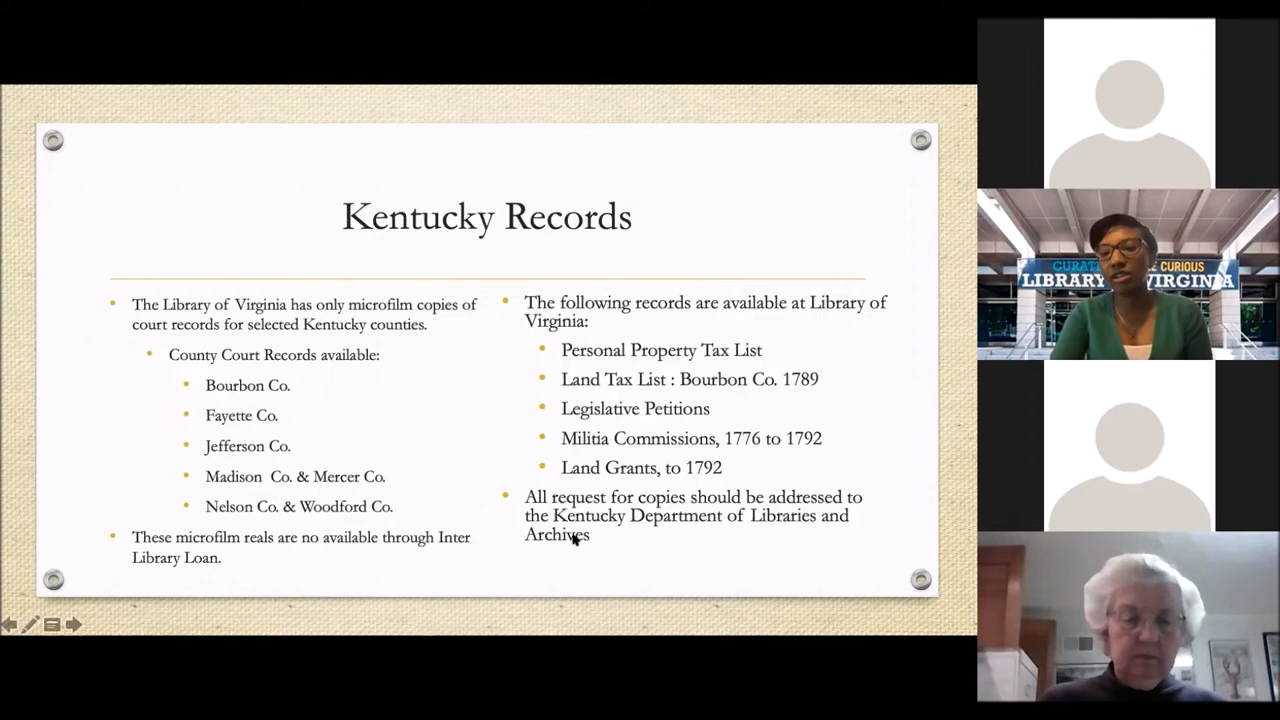 Kentucky Records
The Library of Virginia has only microfilm copies of
court records for selected Kentucky counties.
County Court Records available:
Bourbon Co.
Fayette Co.
Jefferson Co.
Madison Co. & Mercer Co.
Nelson Co. & Woodford Co.
These microfilm reals are no available through Inter
Library Loan.
The following records are available at Library of
Virginia:
Personal Property Tax List
Land Tax List : Bourbon Co. 1789
Legislative Petitions
Militia Commissions, 1776 to 1792
Land Grants, to 1792
All request for copies should be addressed to
the Kentucky Department of Libraries and
Archives
CURIOUS
LIBRARY VIRGINIA